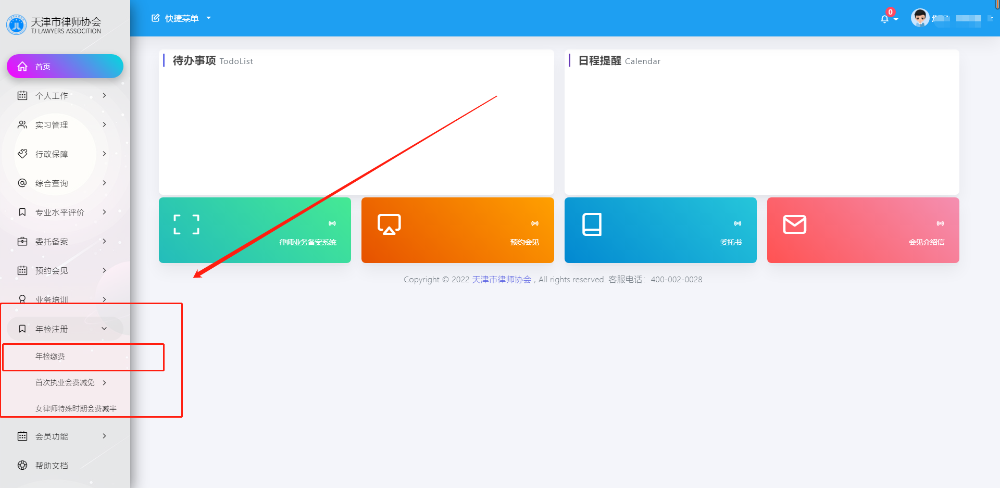 天津市律师协会
TJ LAWYERS ASSOCITION
首页
个人工作
实习管理
行政保障
综合查询
专业水平评价
委托备案
预约会见
业务培训
年检注册
年检缴费
首次执业会费减免
女律师特殊时期会费减半
会员功能
帮助文档
快捷菜单
0
待办事项 TodoList
日程提醒 Calendar
律师业务备案系统
预约会见
委托书
会见介绍信
Copyright © 2022 天津市律师协会 , All rights reserved. 客服电话：400-002-0028